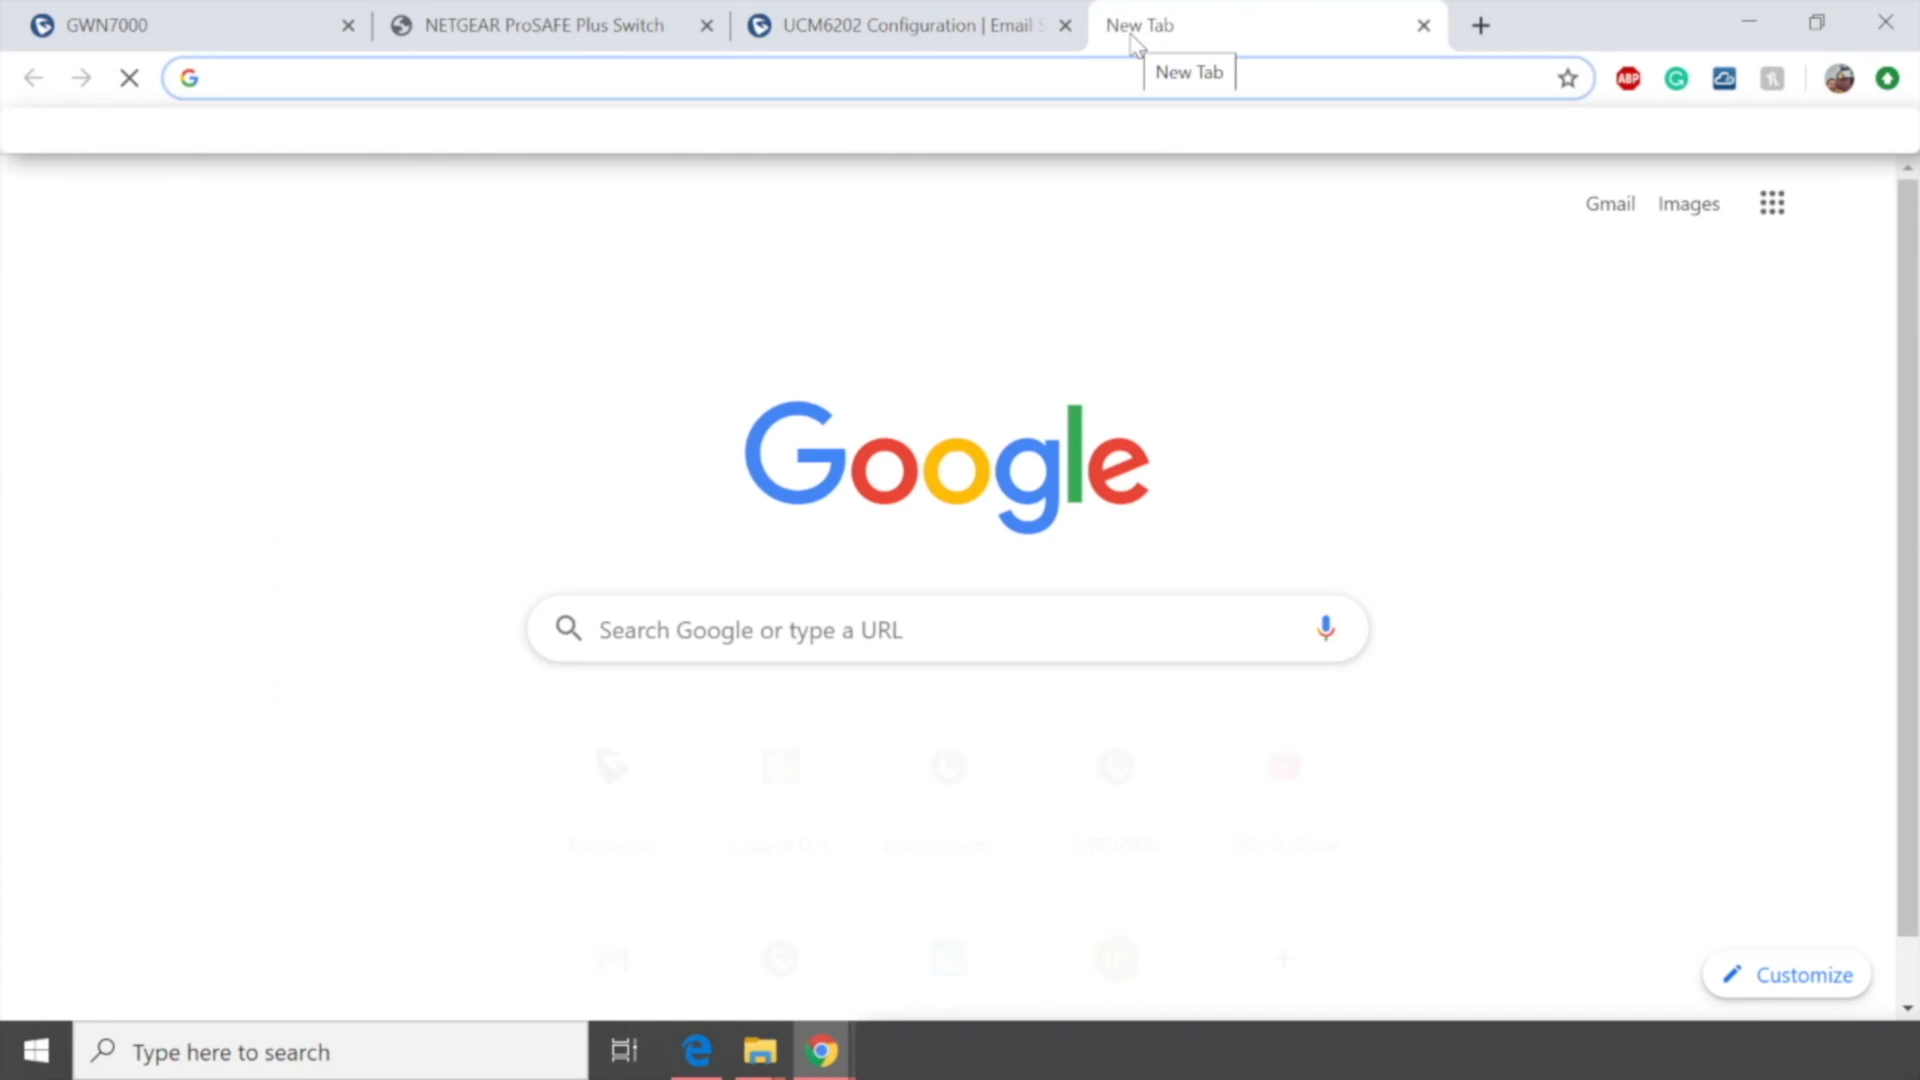 GWN7000
NETGEAR ProSAFE Plus Switch
UCM6202 Configuration | Email S
New Tab
New Tab
ABP
Gmail
Images
Google
Search Google or type a URL
Customize
Type here to search